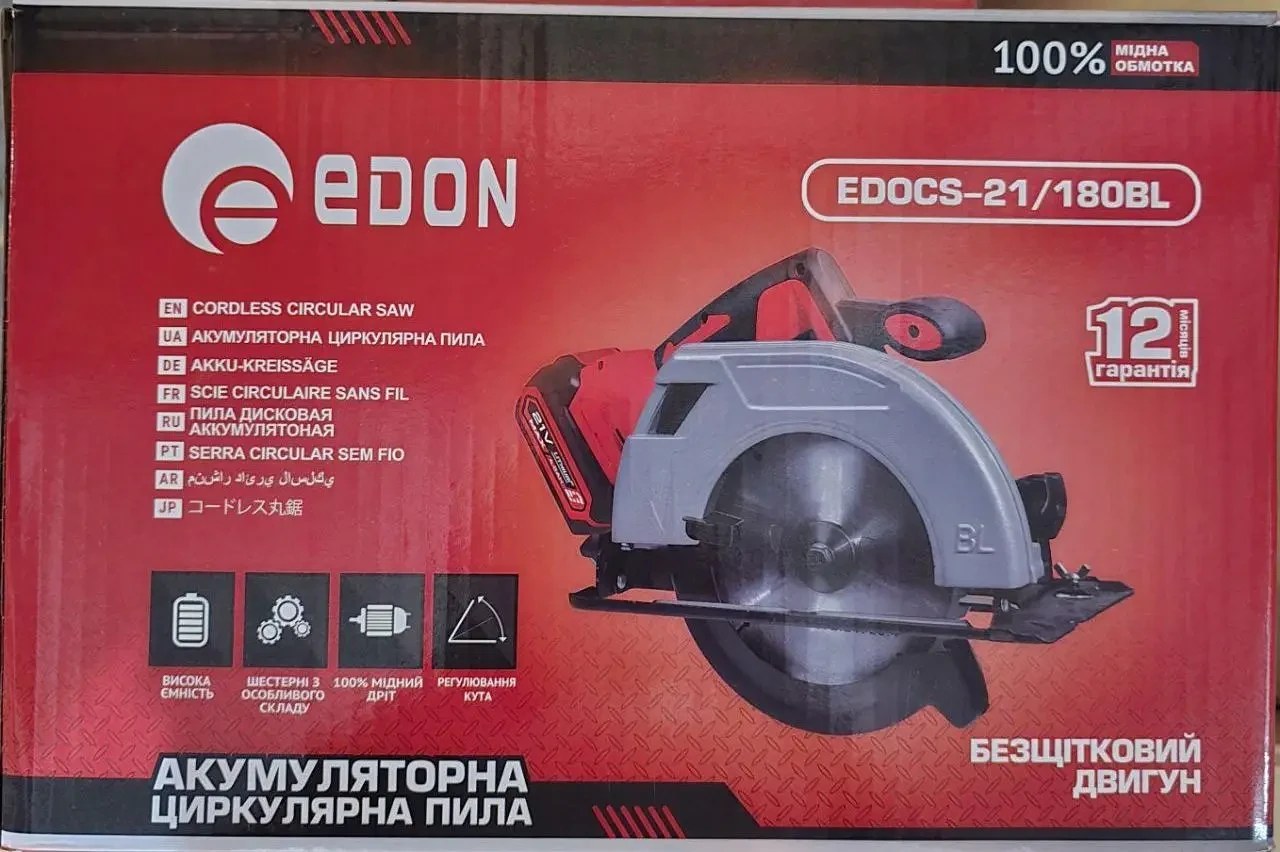 100% МІДНА
ОБМОТКА
EDON
EDOCS-21/180BL
EN CORDLESS CIRCULAR SAW
UA АКУМУЛЯТОРНА ЦИРКУЛЯРНА ПИЛА
DE AKKU-KREISSÄGE
FR SCIE CIRCULAIRE SANS FIL
RU ПИЛА ДИСКОВАЯ
АККУМУЛЯТОНАЯ
PT SERRA CIRCULAR SEM FIO
AR
JP コードレス丸鋸
12 місяців
гарантія
21V
BL
ВИСОКА
ЄМНІСТЬ
ШЕСТЕРНІ З
ОСОБЛИВОГО
СКЛАДУ
100% МІДНИЙ
ДРІТ
РЕГУЛЮВАННЯ
КУТА
БЕЗЩІТКОВИЙ
ДВИГУН
АКУМУЛЯТОРНА
ЦИРКУЛЯРНА ПИЛА